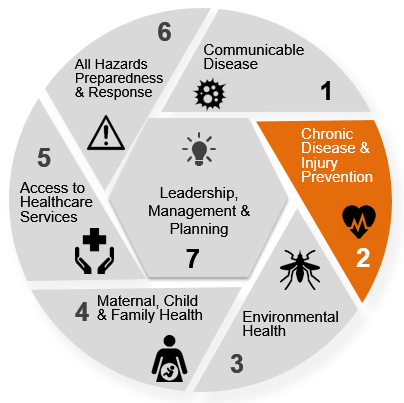 Communicable
Disease
1
Chronic
Disease &
Injury
Prevention
2
Environmental
Health
3
4
Maternal, Child
& Family Health
5
Access to
Healthcare
Services
6
All Hazards
Preparedness
& Response
Leadership,
Management &
Planning
7